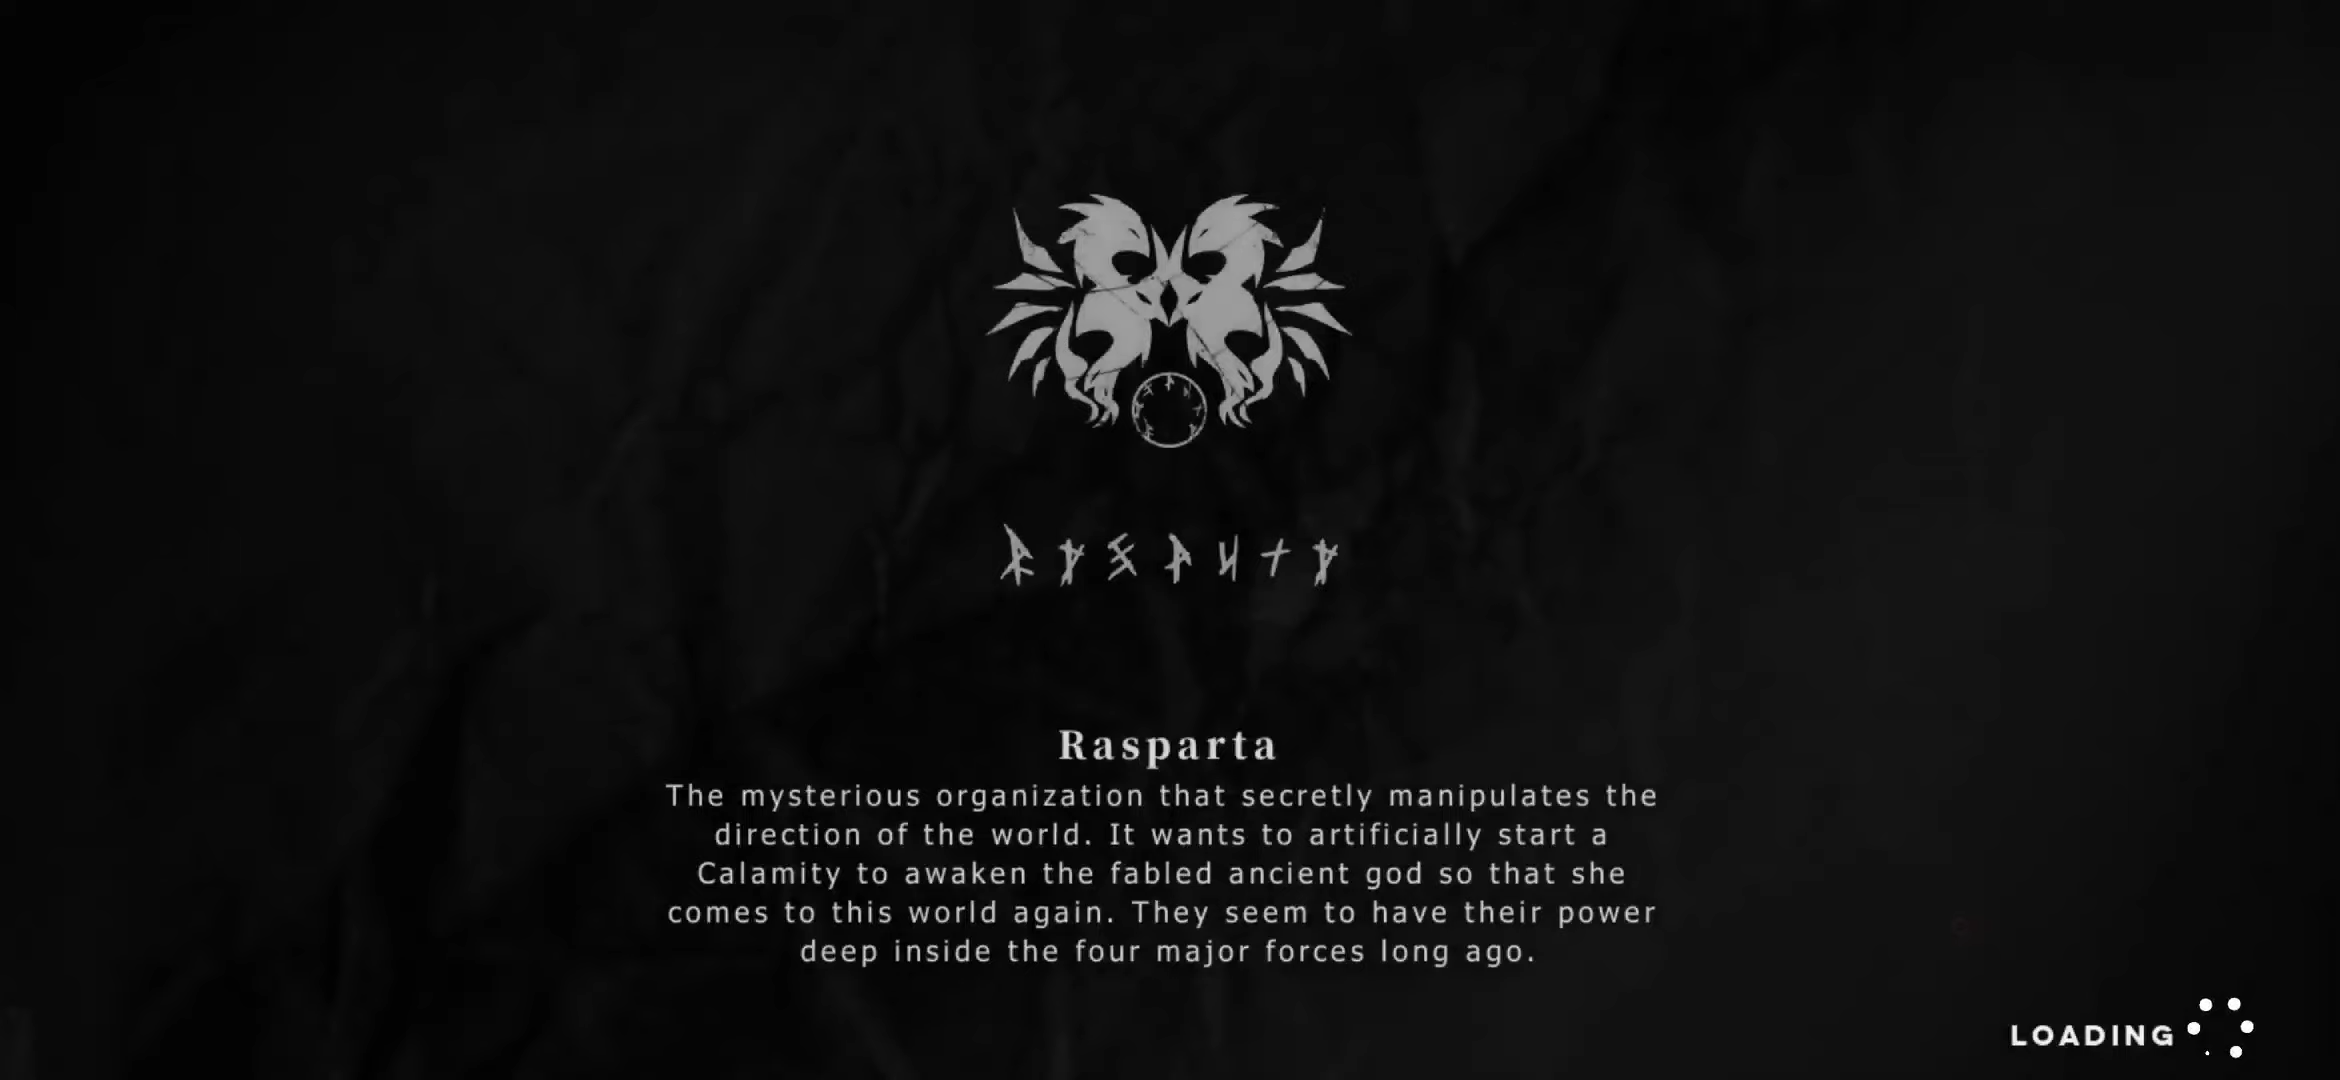 Rasparta
The mysterious organization that secretly manipulates the
direction of the world. It wants to artificially start a
Calamity to awaken the fabled ancient god so that she
comes to this world again. They seem to have their power
deep inside the four major forces long ago.
LOADING